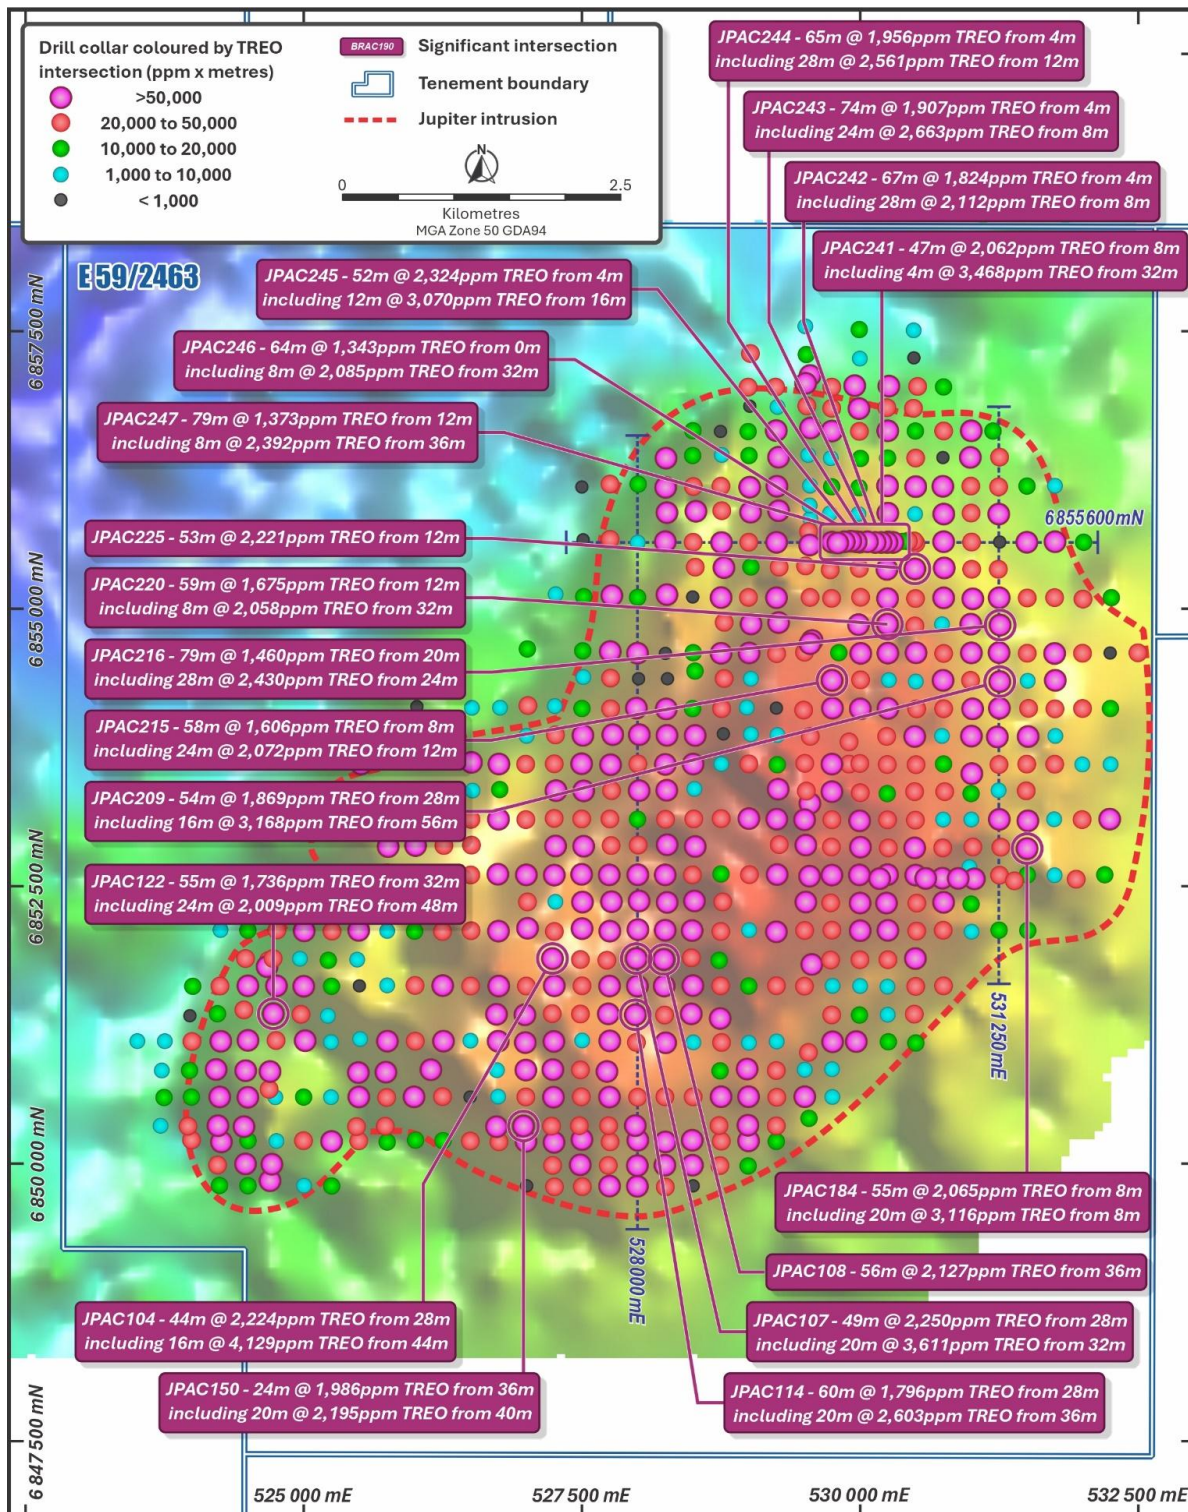 Drill collar coloured by TREO
intersection (ppm x metres)
>50,000
20,000 to 50,000
10,000 to 20,000
1,000 to 10,000
< 1,000
BRAC190
Significant intersection
Tenement boundary
Jupiter intrusion
N
0
2.5
Kilometres
MGA Zone 50 GDA94
JPAC244 - 65m @ 1,956ppm TREO from 4m
including 28m @ 2,561ppm TREO from 12m
JPAC243 - 74m @ 1,907ppm TREO from 4m
including 24m @ 2,663ppm TREO from 8m
JPAC242 - 67m @ 1,824ppm TREO from 4m
including 28m @ 2,112ppm TREO from 8m
JPAC241 - 47m @ 2,062ppm TREO from 8m
including 4m @ 3,468ppm TREO from 32m
E 59/2463
JPAC245 - 52m @ 2,324ppm TREO from 4m
including 12m @ 3,070ppm TREO from 16m
JPAC246 - 64m @ 1,343ppm TREO from 0m
including 8m @ 2,085ppm TREO from 32m
JPAC247 - 79m @ 1,373ppm TREO from 12m
including 8m @ 2,392ppm TREO from 36m
6855600mN
JPAC225 - 53m @ 2,221ppm TREO from 12m
JPAC220 - 59m @ 1,675ppm TREO from 12m
including 8m @ 2,058ppm TREO from 32m
JPAC216 - 79m @ 1,460ppm TREO from 20m
including 28m @ 2,430ppm TREO from 24m
JPAC215 - 58m @ 1,606ppm TREO from 8m
including 24m @ 2,072ppm TREO from 12m
JPAC209 - 54m @ 1,869ppm TREO from 28m
including 16m @ 3,168ppm TREO from 56m
JPAC122 - 55m @ 1,736ppm TREO from 32m
including 24m @ 2,009ppm TREO from 48m
531250mE
JPAC184 - 55m @ 2,065ppm TREO from 8m
including 20m @ 3,116ppm TREO from 8m
528000mE
JPAC108 - 56m @ 2,127ppm TREO from 36m
JPAC104 - 44m @ 2,224ppm TREO from 28m
including 16m @ 4,129ppm TREO from 44m
JPAC107 - 49m @ 2,250ppm TREO from 28m
including 20m @ 3,611ppm TREO from 32m
JPAC150 - 24m @ 1,986ppm TREO from 36m
including 20m @ 2,195ppm TREO from 40m
JPAC114 - 60m @ 1,796ppm TREO from 28m
including 20m @ 2,603ppm TREO from 36m
6 857 500 mN
6 855 000 mN
6 852 500 mN
6 850 000 mN
6 847 500 mN
525 000 mE
527 500 mE
530 000 mE
532 500 mE